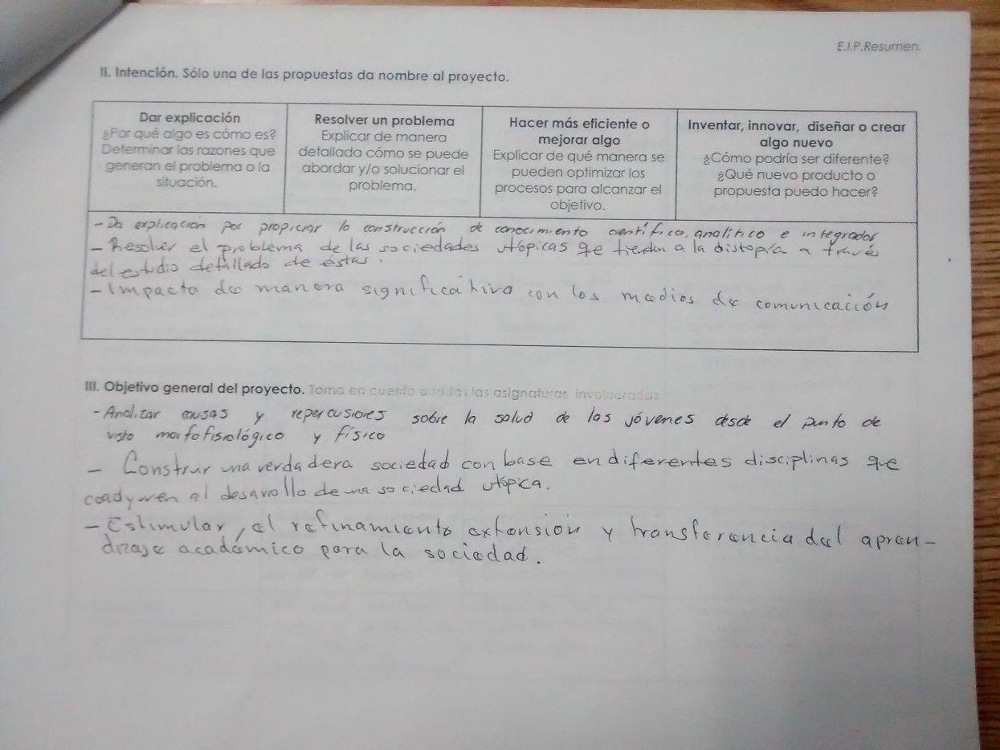 E.I.P.Resumen.
II. Intención. Sólo una de las propuestas da nombre al proyecto.
Dar explicación
¿Por qué algo es cómo es?
Determinar las razones que
generan el problema o la
situación.
Resolver un problema
Explicar de manera
detallada cómo se puede
abordar y/o solucionar el
problema.
Hacer más eficiente o
mejorar algo
Explicar de qué manera se
pueden optimizar los
procesos para alcanzar el
objetivo.
Inventar, innovar, diseñar o crear
algo nuevo
¿Cómo podría ser diferente?
¿Qué nuevo producto o
propuesta puedo hacer?
- Da explicación por propiciar la construcción de conocimiento científico, analítico e integrador
- Resolver el problema de las sociedades utópicas qe tienden a la distopía a través
del estudio detallado de éstas.
- Impacta de manera significativa con los medios de comunicación
III. Objetivo general del proyecto. Toma en cuenta a todas las asignaturas involucradas
- Analizar causas y repercusiones sobre la salud de las jóvenes desde el punto de
vista morfofisiológico y físico
- Construir una verdadera sociedad con base en diferentes disciplinas qe
coadyuven al desarrollo de una sociedad utópica.
- Estimular, el refinamiento extensión y transferencia del apren-
dizaje académico para la sociedad.